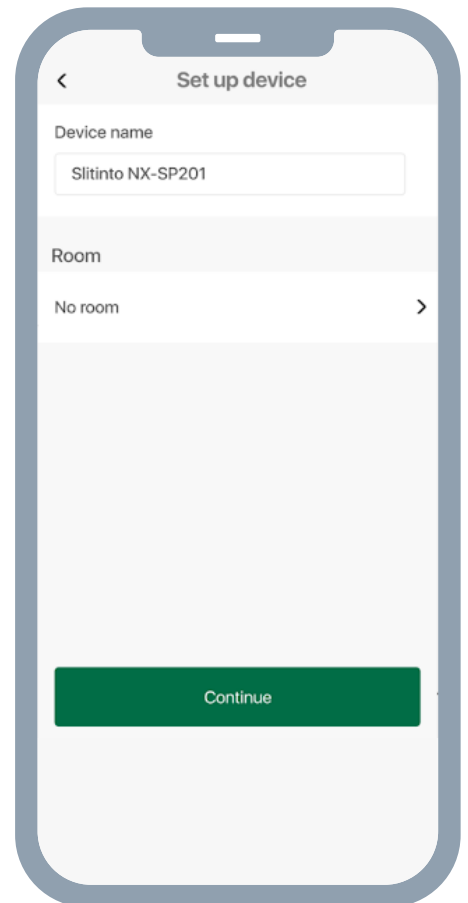 Set up device
Device name
Slitinto NX-SP201
Room
No room
Continue